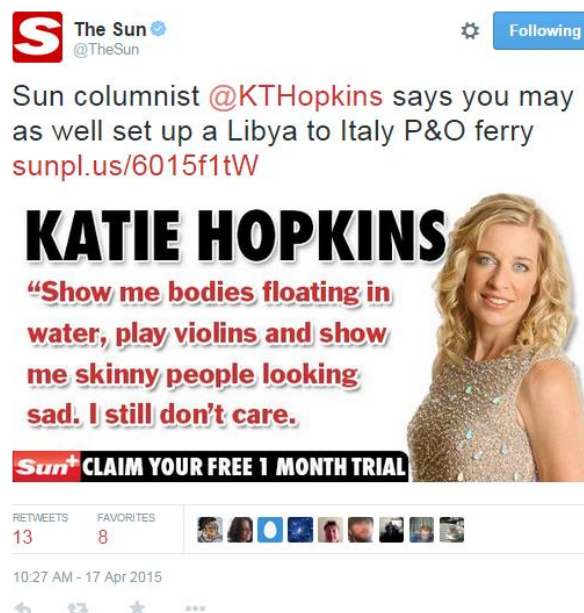 The Sun
@TheSun
Following
Sun columnist @KTHopkins says you may
as well set up a Libya to Italy P&O ferry
sunpl.us/6015f1tW
KATIE HOPKINS
“Show me bodies floating in
water, play violins and show
me skinny people looking
sad. I still don’t care.
Sun+ CLAIM YOUR FREE 1 MONTH TRIAL
RETWEETS FAVORITES
13 8
10:27 AM - 17 Apr 2015